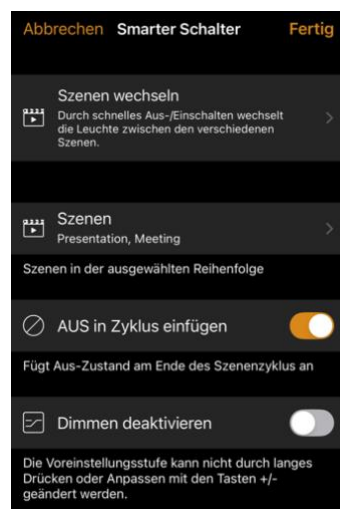 Abbrechen Smarter Schalter Fertig
Szenen wechseln
Durch schnelles Aus-/Einschalten wechselt
die Leuchte zwischen den verschiedenen
Szenen.
Szenen
Presentation, Meeting
Szenen in der ausgewählten Reihenfolge
AUS in Zyklus einfügen
Fügt Aus-Zustand am Ende des Szenenzyklus an
Dimmen deaktivieren
Die Voreinstellungsstufe kann nicht durch langes
Drücken oder Anpassen mit den Tasten +/-
geändert werden.